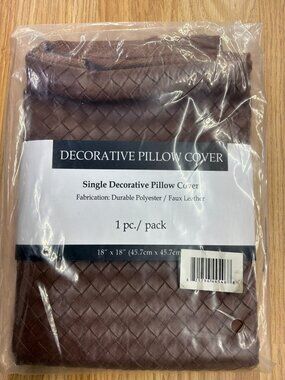 DECORATIVE PILLOW COVER
Single Decorative Pillow Cover
Fabrication: Durable Polyester / Faux Leather
1 pc./ pack
18" x 18" (45.7cm x 45.7cm